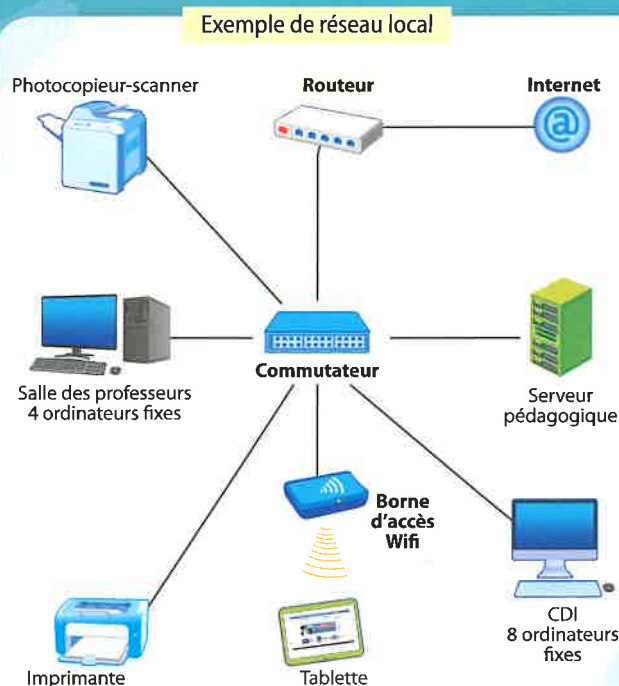 Exemple de réseau local
Photocopieur-scanner
Routeur
Internet
@
Salle des professeurs
4 ordinateurs fixes
Commutateur
Serveur
pédagogique
Borne
d'accès
Wifi
CDI
8 ordinateurs
fixes
Imprimante
Tablette